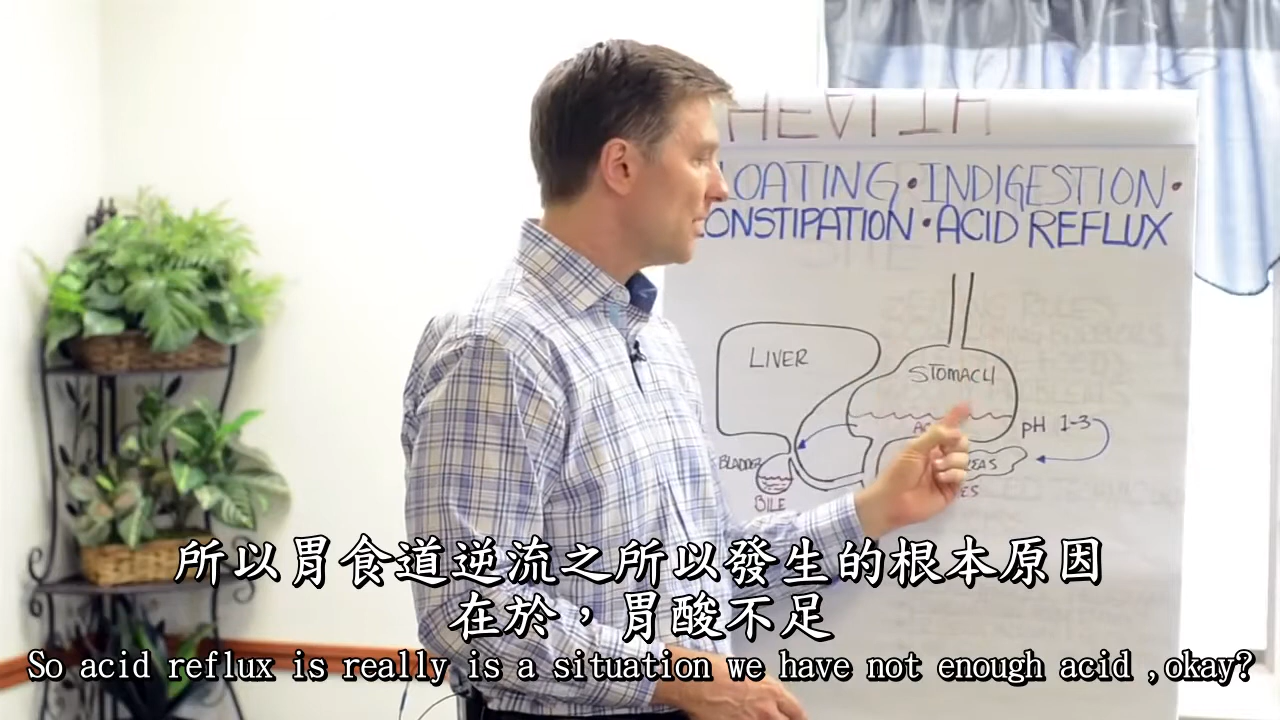 LOATING • INDIGESTION •
ONSTIPATION • ACID REFLUX
LIVER
STOMACH
pH 1-3
BLADDER
BILE
所以胃食道逆流之所以發生的根本原因
在於，胃酸不足
So acid reflux is really is a situation we have not enough acid ,okay?